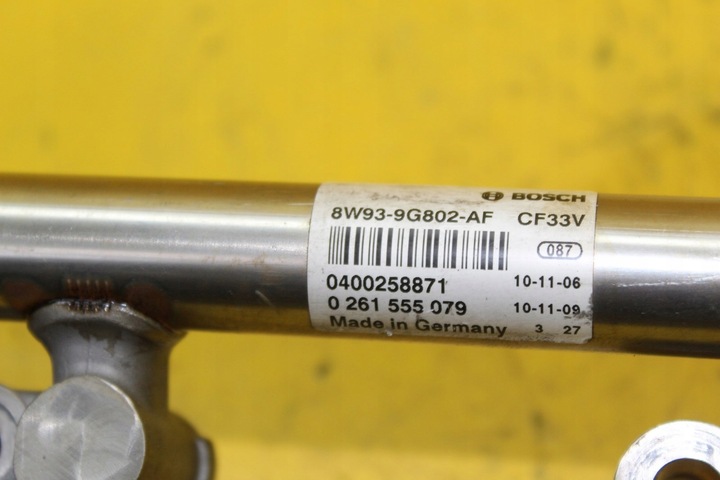 BOSCH
8W93-9G802-AF CF33V
087
0400258871 10-11-06
0 261 555 079 10-11-09
Made in Germany 3 27